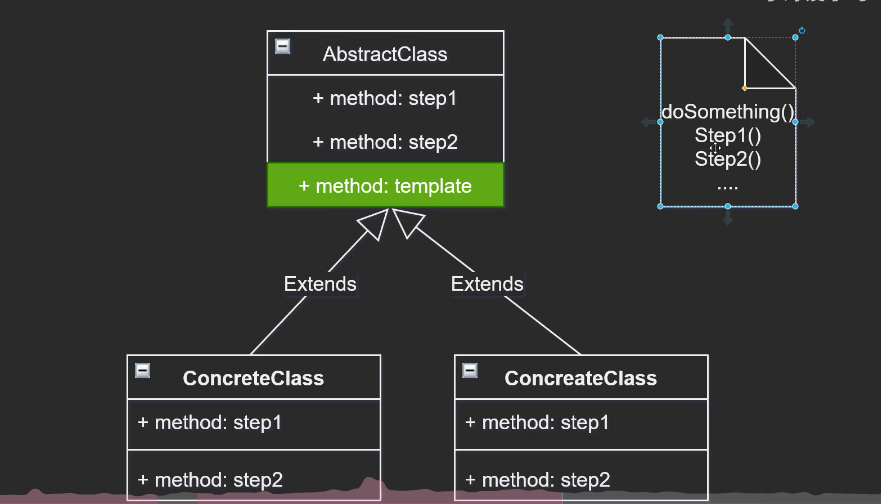 AbstractClass
+ method: step1
+ method: step2
+ method: template
doSomething()
Step1()
Step2()
....
Extends
Extends
ConcreteClass
+ method: step1
+ method: step2
ConcreateClass
+ method: step1
+ method: step2